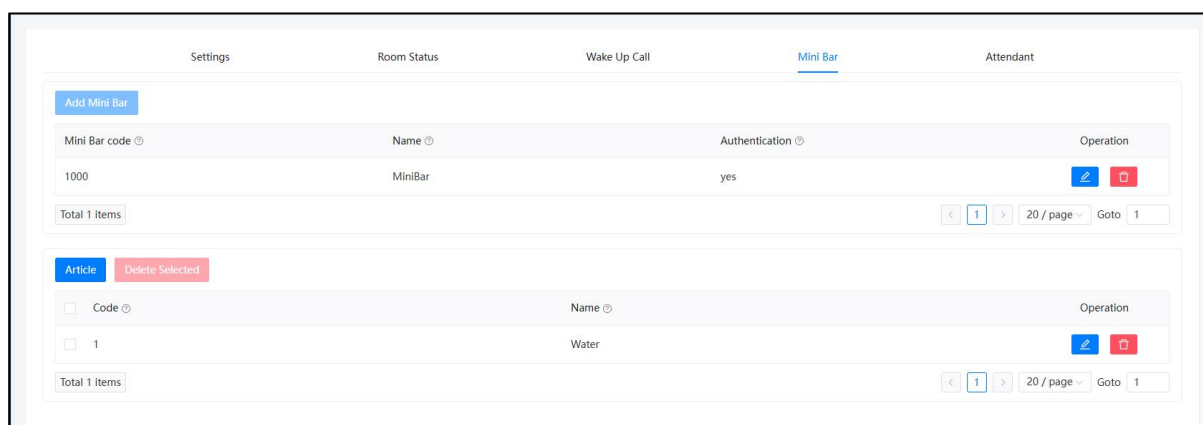 Settings Room Status Wake Up Call Mini Bar Attendant
Add Mini Bar
Mini Bar code Name Authentication Operation
1000 MiniBar yes
Total 1 items 1 20 / page Goto 1
Article Delete Selected
Code Name Operation
1 Water
Total 1 items 1 20 / page Goto 1